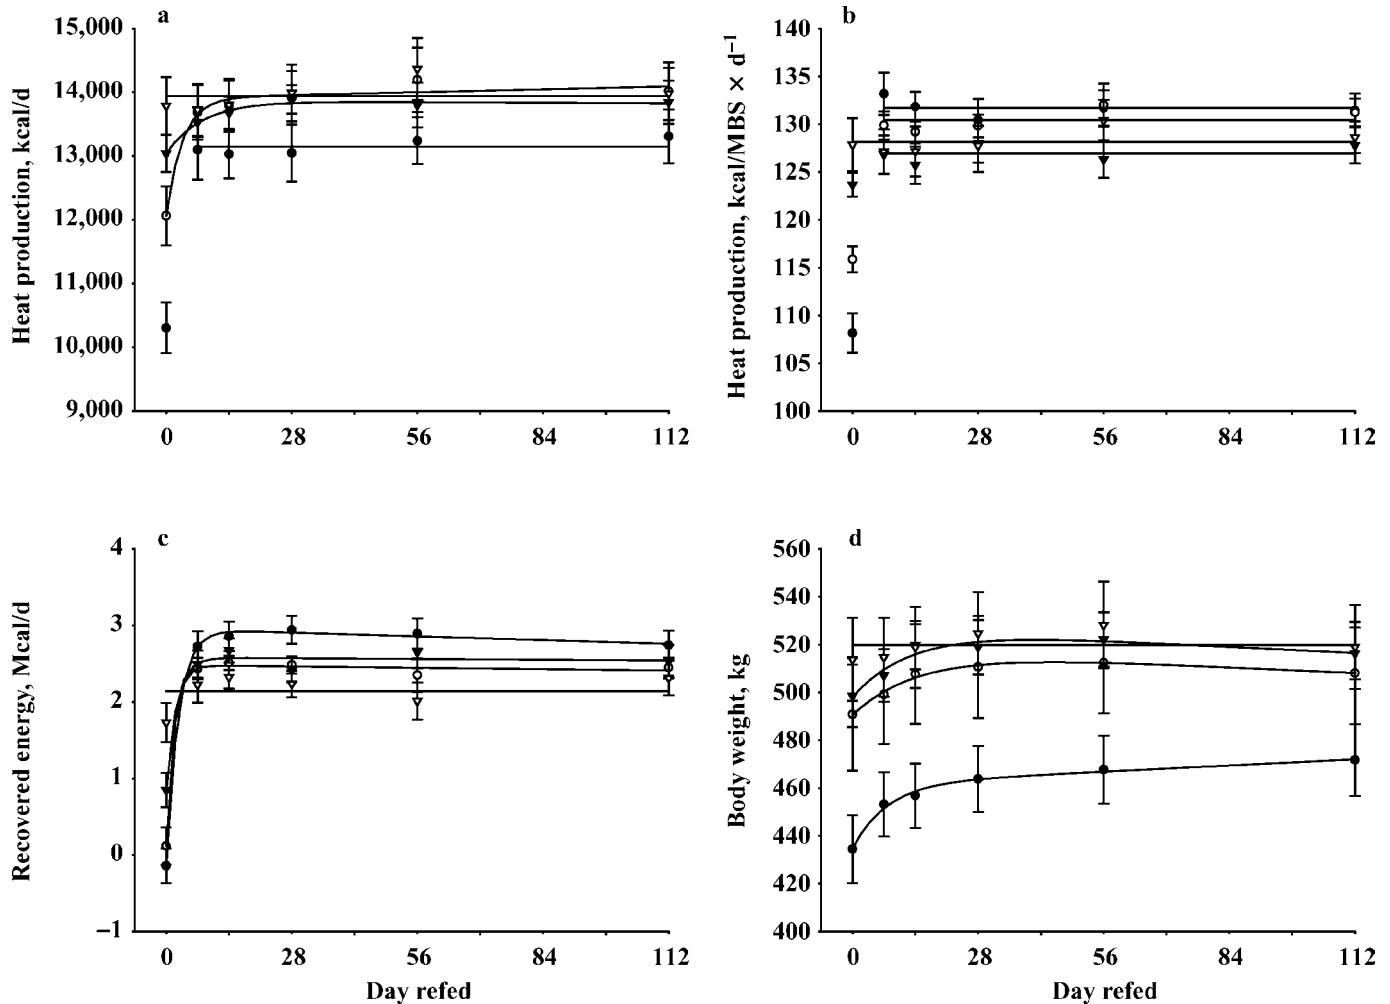 a
Heat production, kcal/d
15,000
14,000
13,000
12,000
11,000
10,000
9,000
0 28 56 84 112
b
Heat production, kcal/MBS × d⁻¹
140
135
130
125
120
115
110
105
100
0 28 56 84 112
c
Recovered energy, Mcal/d
4
3
2
1
0
−1
0 28 56 84 112
Day refed
d
Body weight, kg
560
540
520
500
480
460
440
420
400
0 28 56 84 112
Day refed